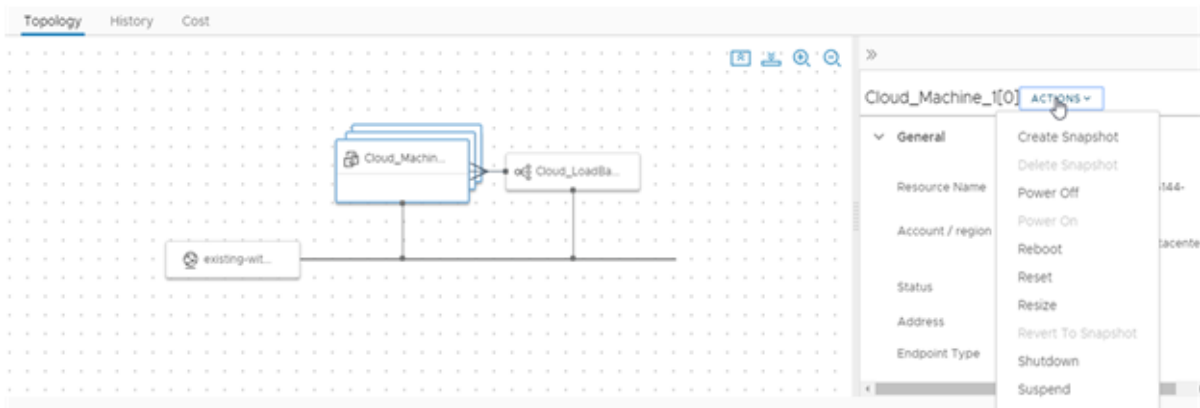 Topology History Cost
Cloud_Machin...
Cloud_LoadBa...
existing-wit...
Cloud_Machine_1[0] ACTIONS
General
Resource Name
144-
Account / region
Status
Address
Endpoint Type
Create Snapshot
Delete Snapshot
Power Off
Power On
Reboot
Reset
Resize
Revert To Snapshot
Shutdown
Suspend